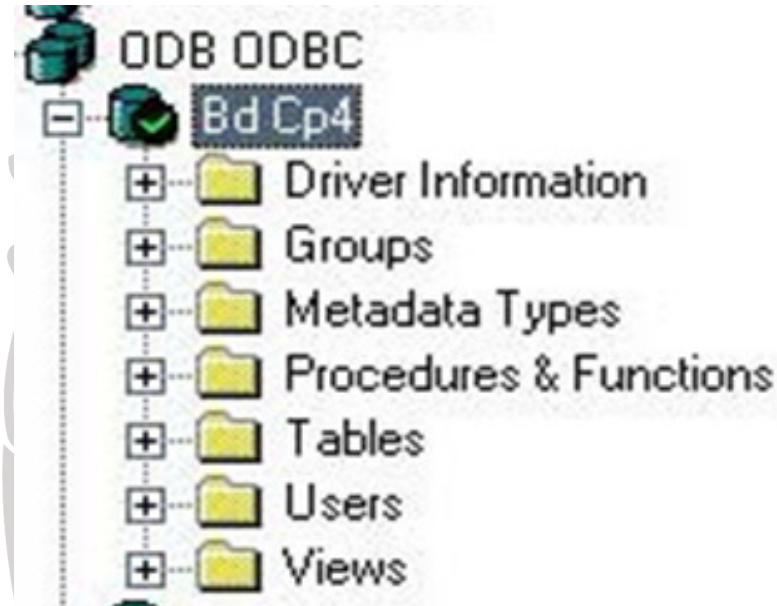 ODB ODBC
Bd Cp4
Driver Information
Groups
Metadata Types
Procedures & Functions
Tables
Users
Views